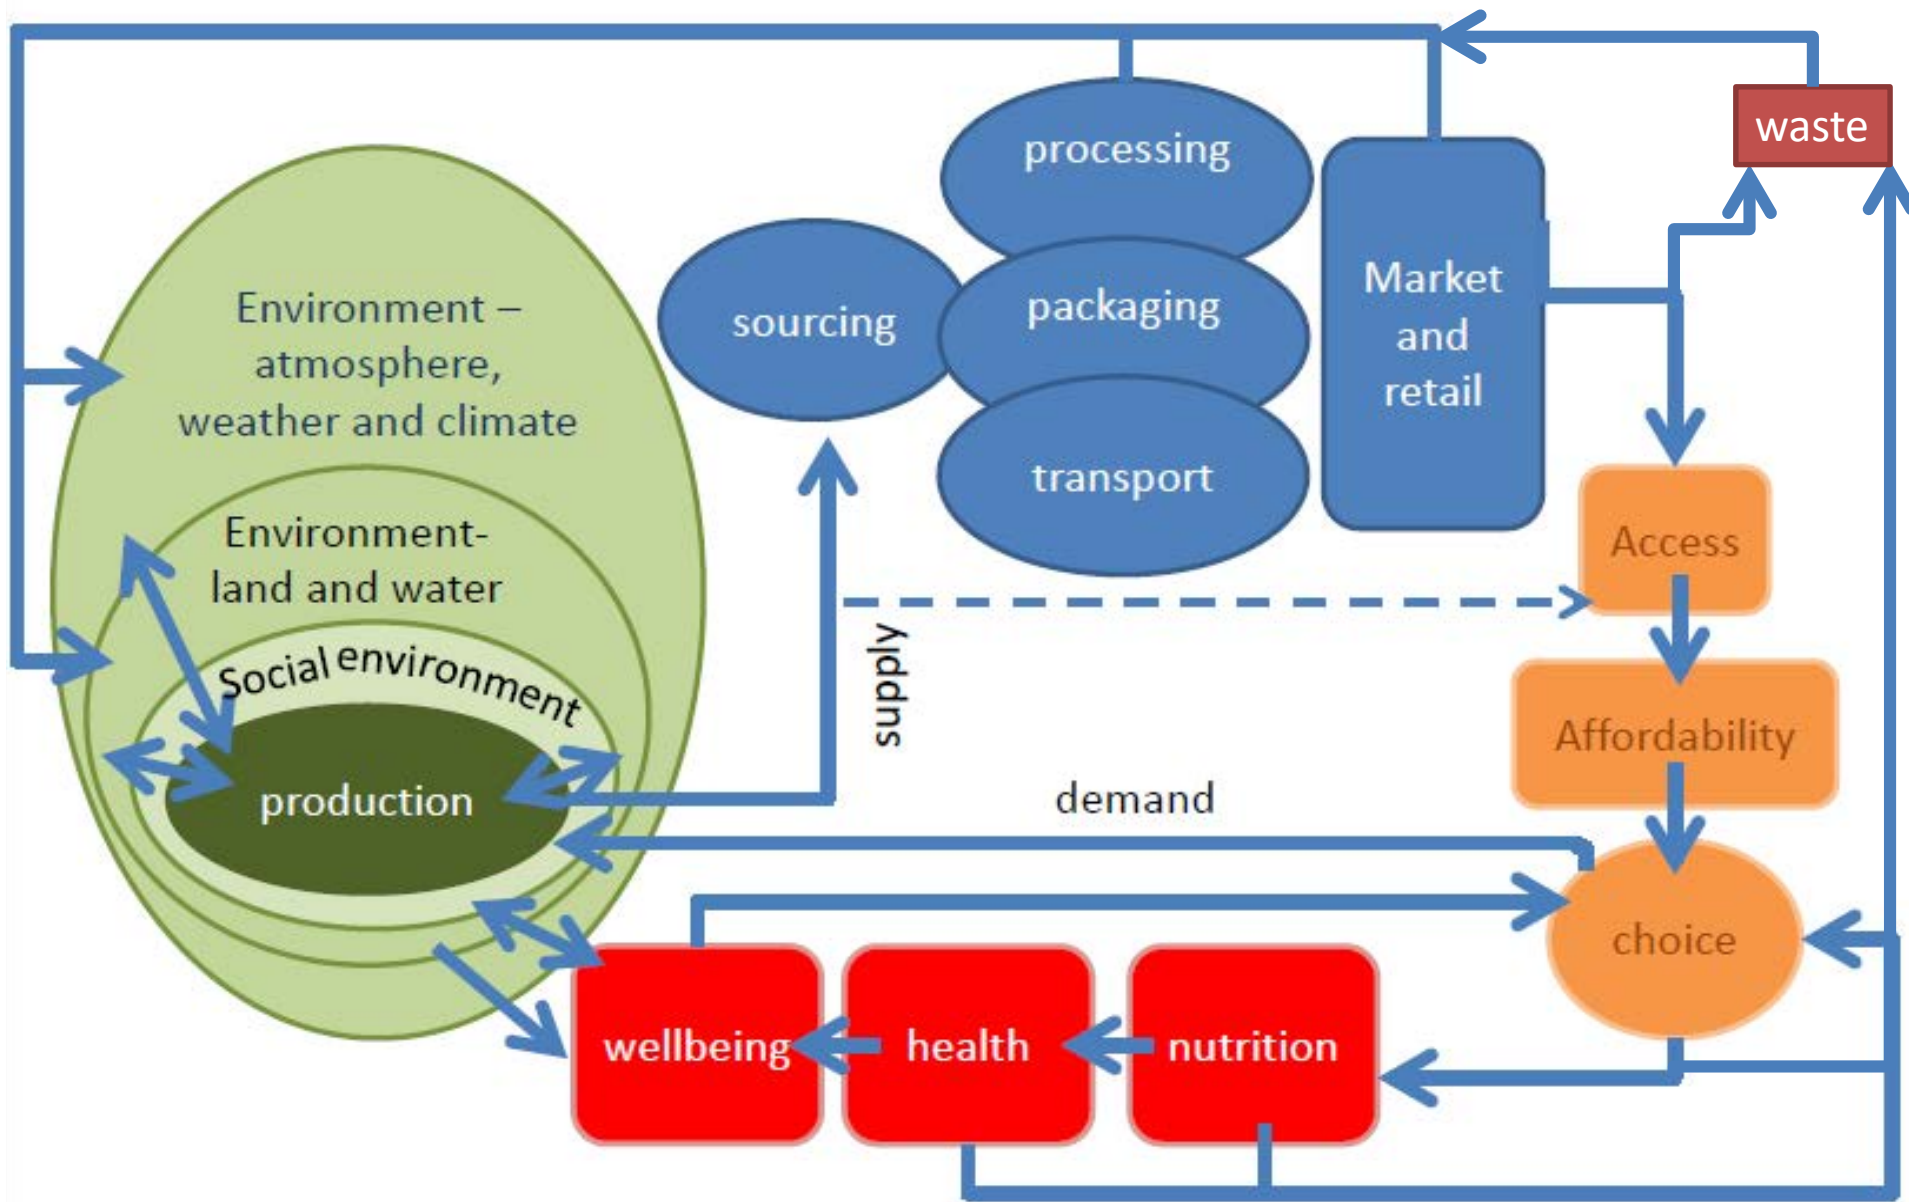 waste
processing
Market
and
retail
packaging
sourcing
transport
Environment –
atmosphere,
weather and climate
Environment-
land and water
Social environment
production
supply
demand
Access
Affordability
choice
wellbeing
health
nutrition